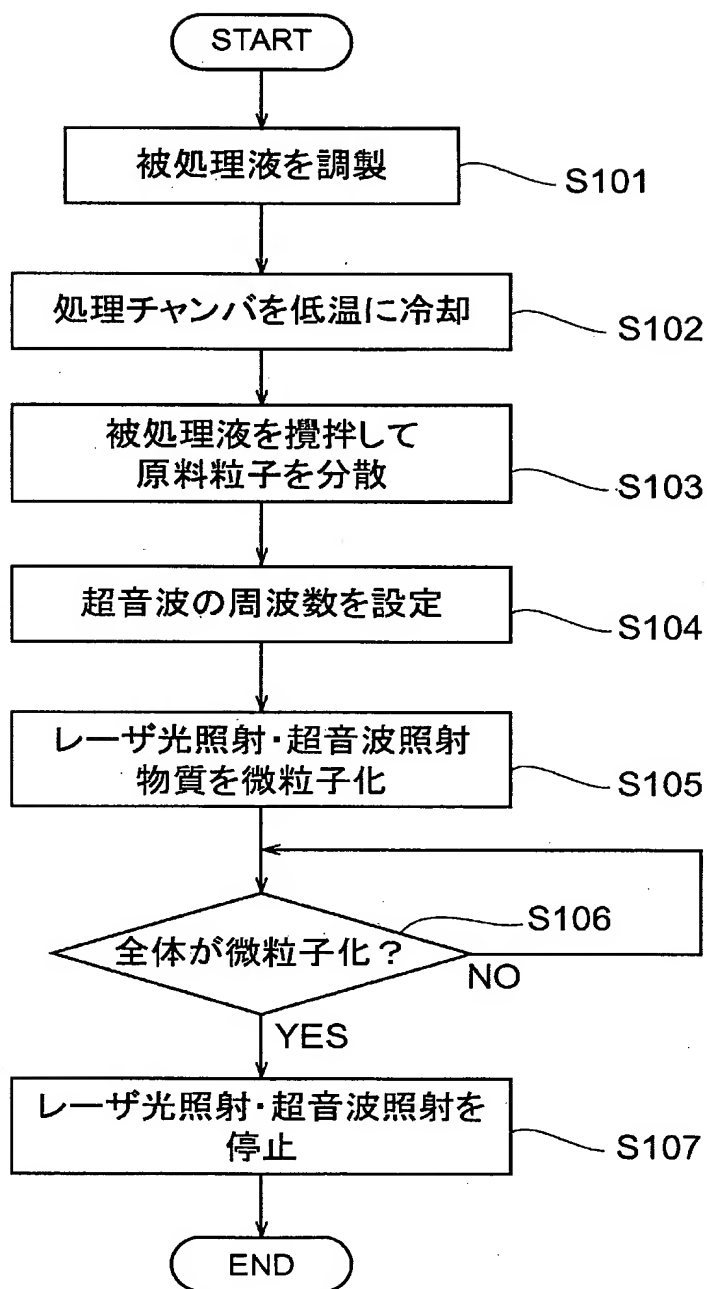 START
被処理液を調製
S101
処理チャンバを低温に冷却
S102
被処理液を攪拌して
原料粒子を分散
S103
超音波の周波数を設定
S104
レーザ光照射・超音波照射
物質を微粒子化
S105
S106
全体が微粒子化?
NO
YES
レーザ光照射・超音波照射を
停止
S107
END